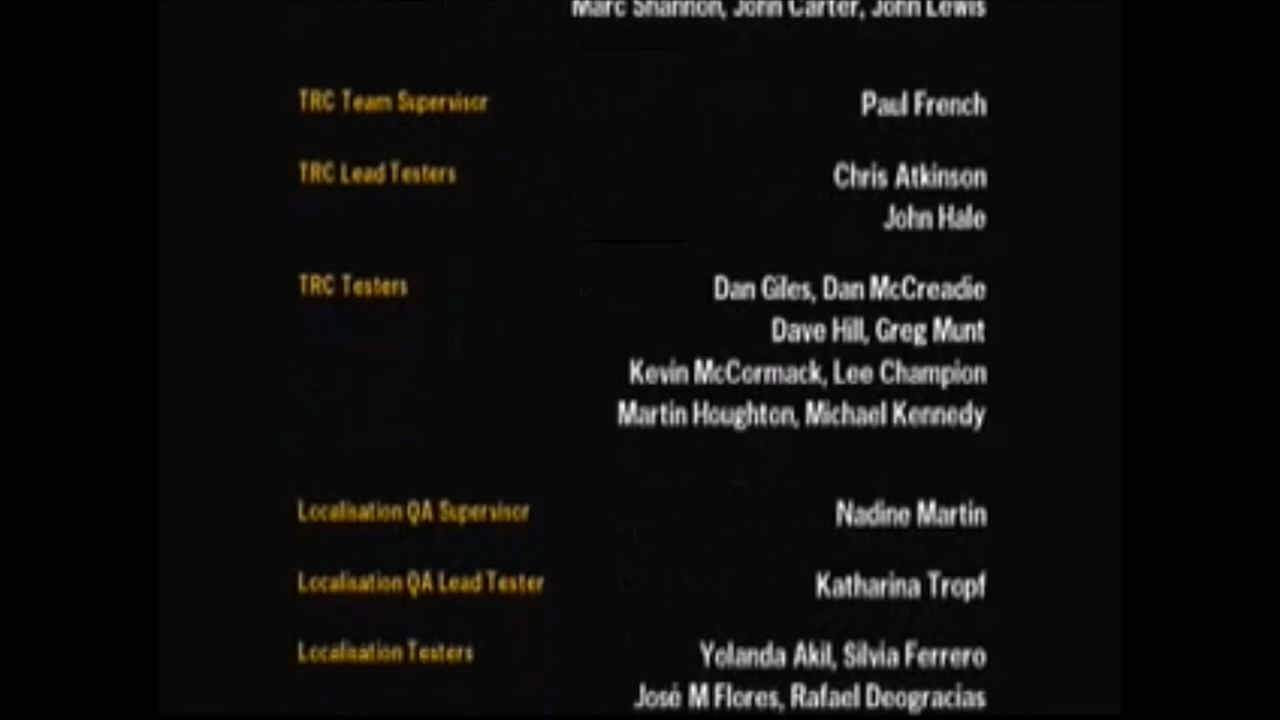 Marc Shannon, John Carter, John Lewis
TRC Team Supervisor Paul French
TRC Lead Testers Chris Atkinson
John Hale
TRC Testers Dan Giles, Dan McCreadie
Dave Hill, Greg Munt
Kevin McCormack, Lee Champion
Martin Houghton, Michael Kennedy
Localisation QA Supervisor Nadine Martin
Localisation QA Lead Tester Katharina Tropf
Localisation Testers Yolanda Akil, Silvia Ferrero
José M Flores, Rafael Deogracias